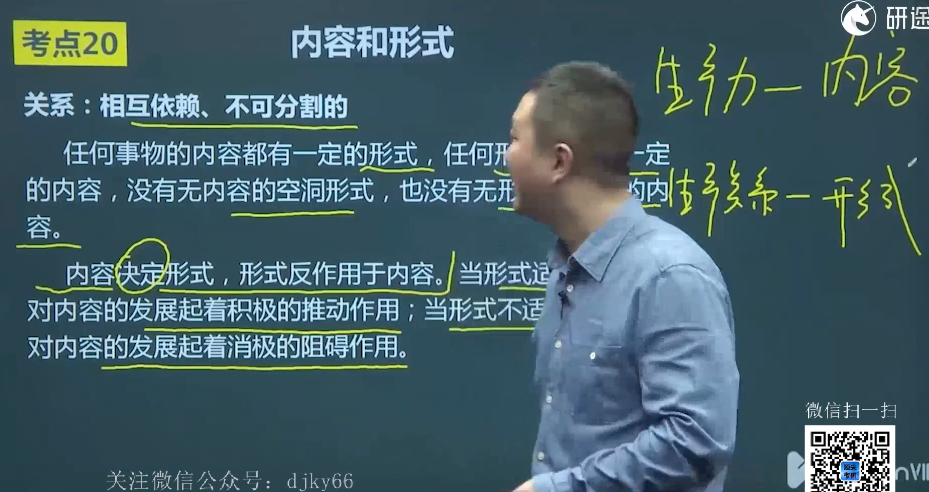 考点20
内容和形式
研途
关系：相互依赖、不可分割的
任何事物的内容都有一定的形式，任何形 一定
的内容，没有无内容的空洞形式，也没有无形 的内
容。
内容决定形式，形式反作用于内容。当形式适
对内容的发展起着积极的推动作用；当形式不适
对内容的发展起着消极的阻碍作用。
生产力一内容
生产关系一形式
微信扫一扫
关注微信公众号：djky66